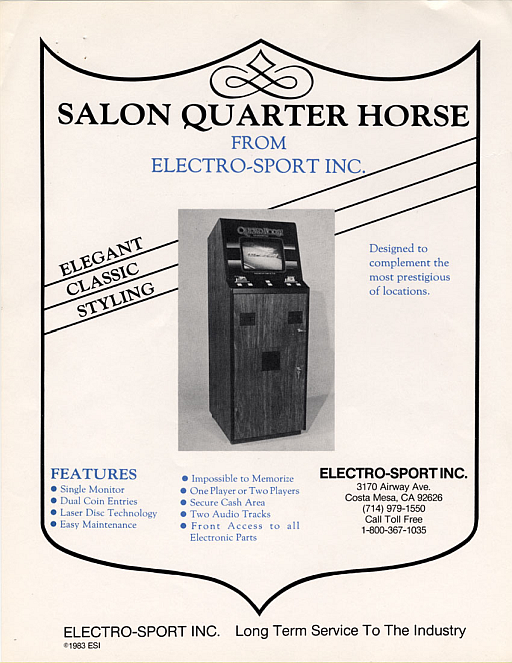 SALON QUARTER HORSE
FROM
ELECTRO-SPORT INC.
ELEGANT
CLASSIC
STYLING
QUARTER HORSE
Designed to
complement the
most prestigious
of locations.
FEATURES
● Single Monitor
● Dual Coin Entries
● Laser Disc Technology
● Easy Maintenance
● Impossible to Memorize
● One Player or Two Players
● Secure Cash Area
● Two Audio Tracks
● Front Access to all
Electronic Parts
ELECTRO-SPORT INC.
3170 Airway Ave.
Costa Mesa, CA 92626
(714) 979-1550
Call Toll Free
1-800-367-1035
ELECTRO-SPORT INC. Long Term Service To The Industry
©1983 ESI